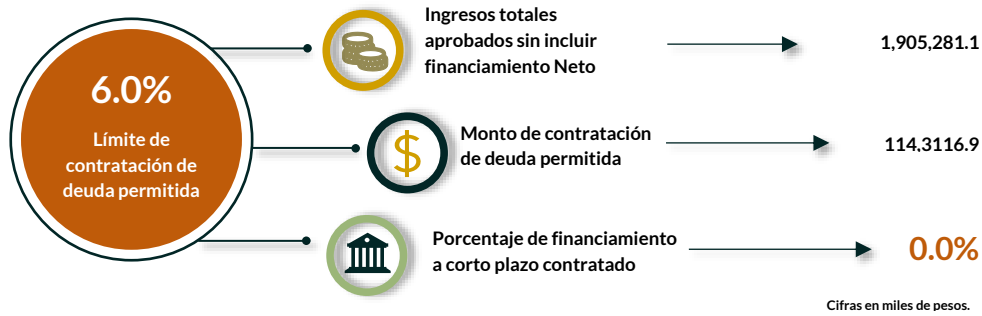 6.0%
Límite de
contratación de
deuda permitida
Ingresos totales
aprobados sin incluir
financiamiento Neto
1,905,281.1
$
Monto de contratación
de deuda permitida
114,3116.9
Porcentaje de financiamiento
a corto plazo contratado
0.0%
Cifras en miles de pesos.